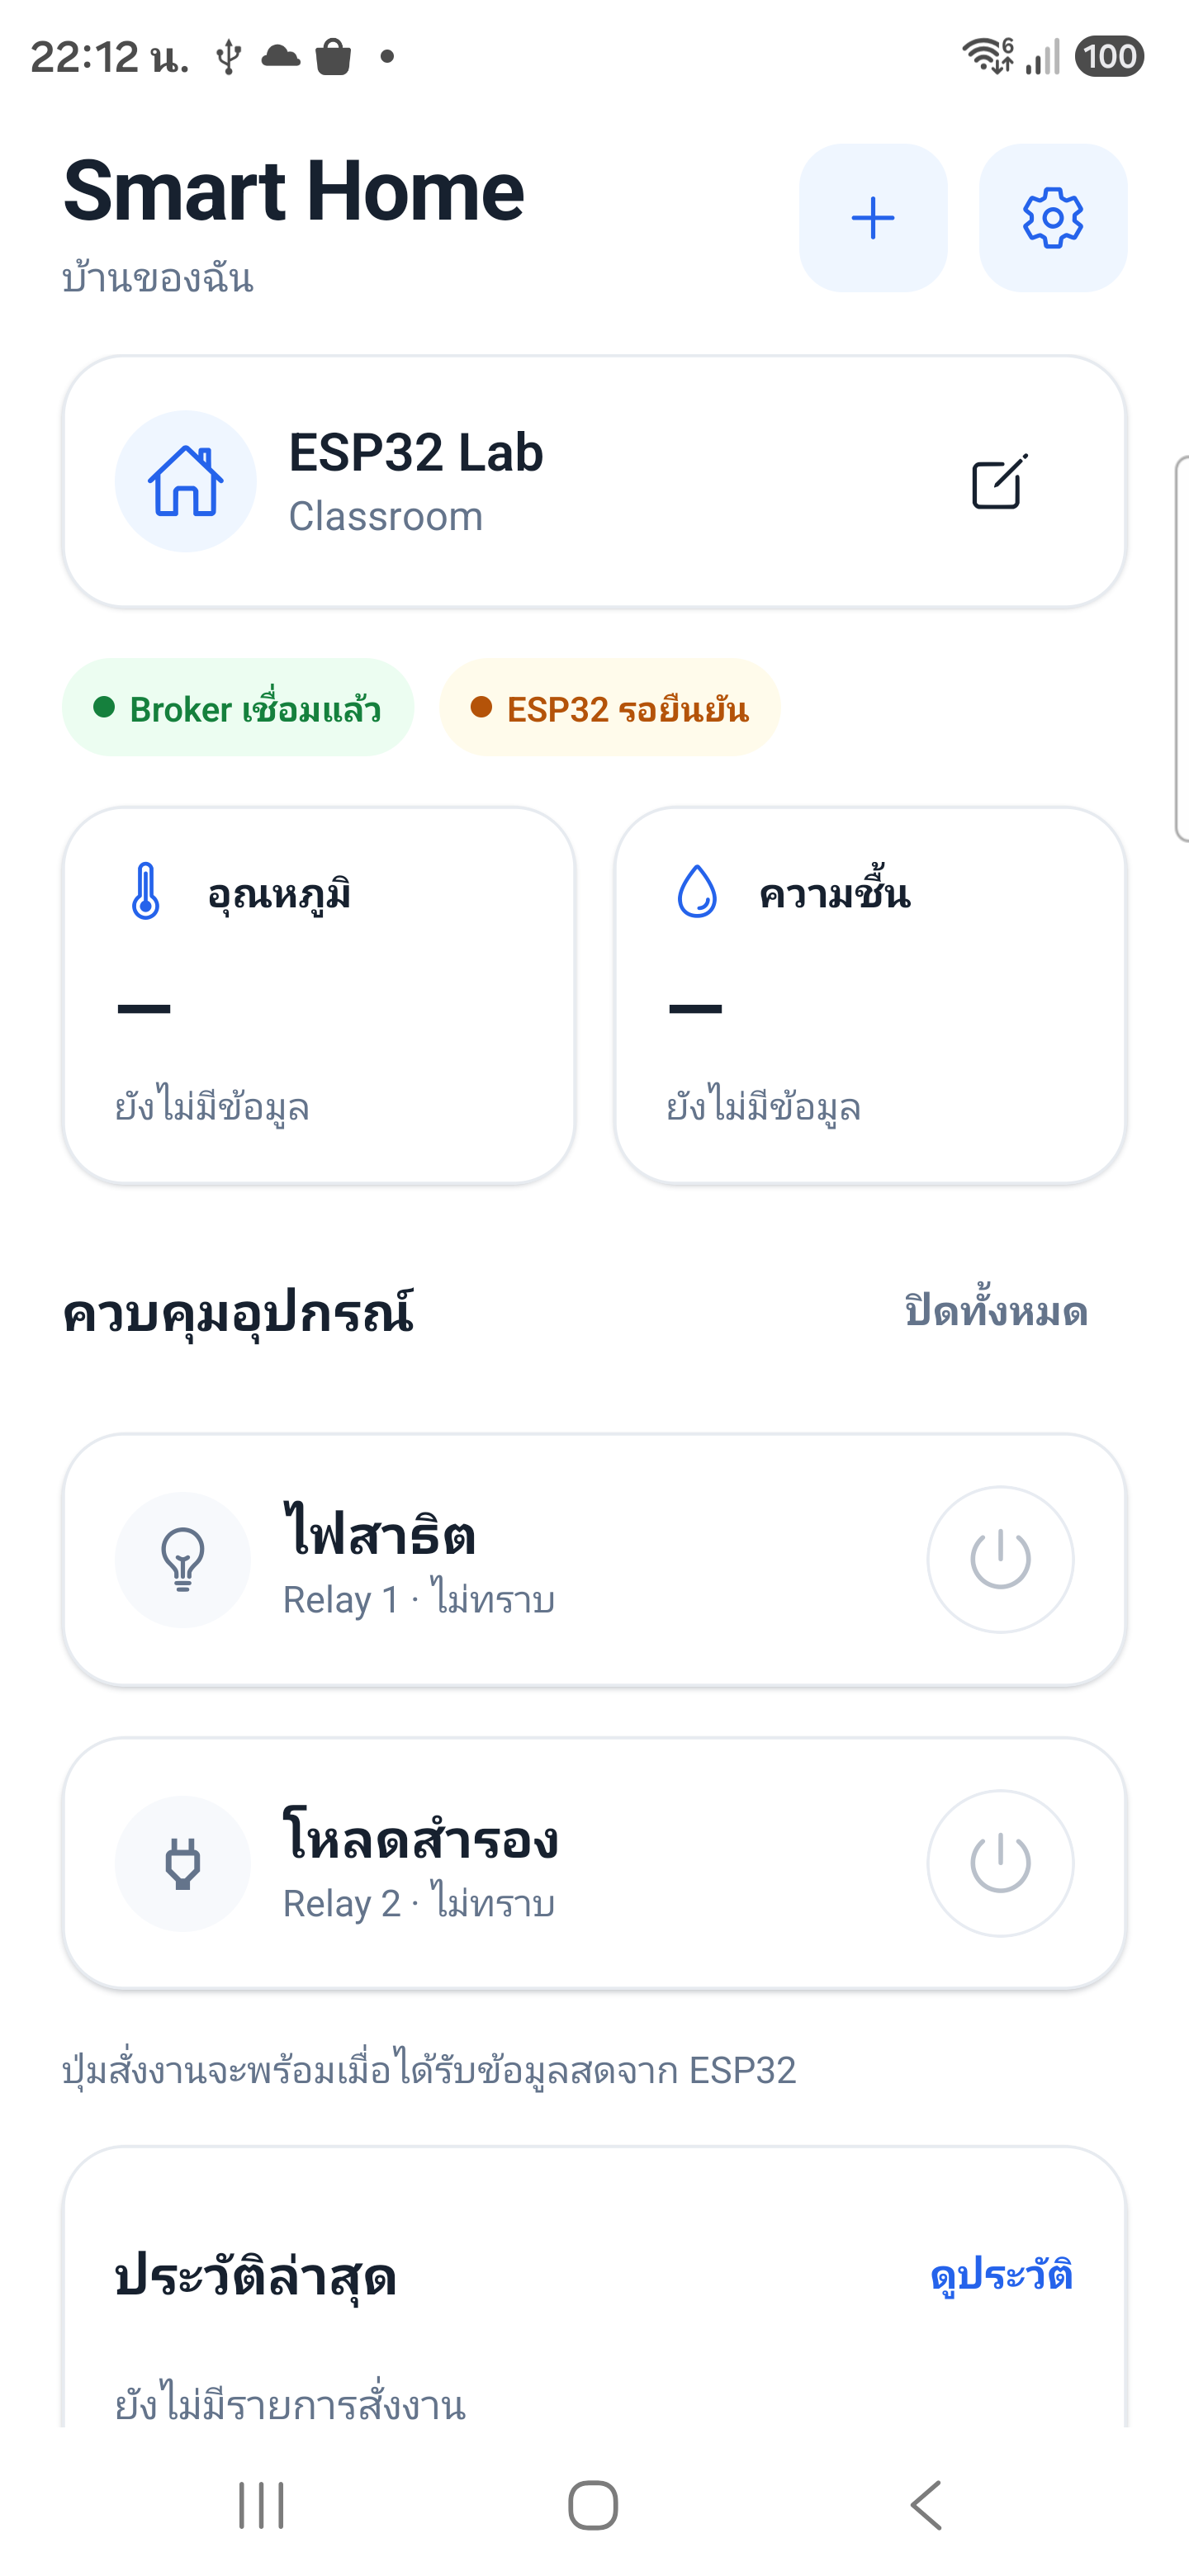 22:12 น.
6
100
Smart Home
บ้านของฉัน
ESP32 Lab
Classroom
Broker เชื่อมแล้ว
ESP32 รอยืนยัน
อุณหภูมิ
ความชื้น
—
—
ยังไม่มีข้อมูล
ยังไม่มีข้อมูล
ควบคุมอุปกรณ์
ปิดทั้งหมด
ไฟสาธิต
Relay 1 · ไม่ทราบ
โหลดสำรอง
Relay 2 · ไม่ทราบ
ปุ่มสั่งงานจะพร้อมเมื่อได้รับข้อมูลสดจาก ESP32
ประวัติล่าสุด
ดูประวัติ
ยังไม่มีรายการสั่งงาน